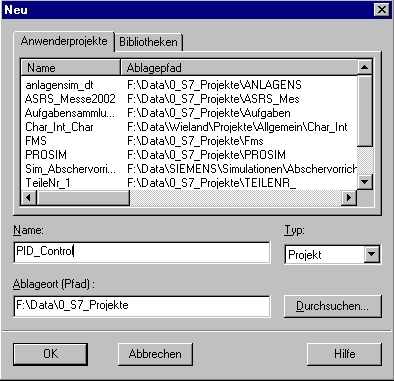 Neu
Anwenderprojekte Bibliotheken
Name Ablagepfad
anlagensim_dt F:\Data\0_S7_Projekte\ANLAGENS
ASRS_Messe2002 F:\Data\0_S7_Projekte\ASRS_Mes
Aufgabensammlu... F:\Data\0_S7_Projekte\Aufgaben
Char_Int_Char F:\Data\Wieland\Projekte\Allgemein\Char_Int
FMS F:\Data\0_S7_Projekte\Fms
PROSIM F:\Data\0_S7_Projekte\PROSIM
Sim_Abschervorri... F:\Data\SIEMENS\Simulationen\Abschervorrich
TeileNr_1 F:\Data\0_S7_Projekte\TEILENR_
Name: Typ:
PID_Control Projekt
Ablageort (Pfad) :
F:\Data\0_S7_Projekte Durchsuchen...
OK Abbrechen Hilfe